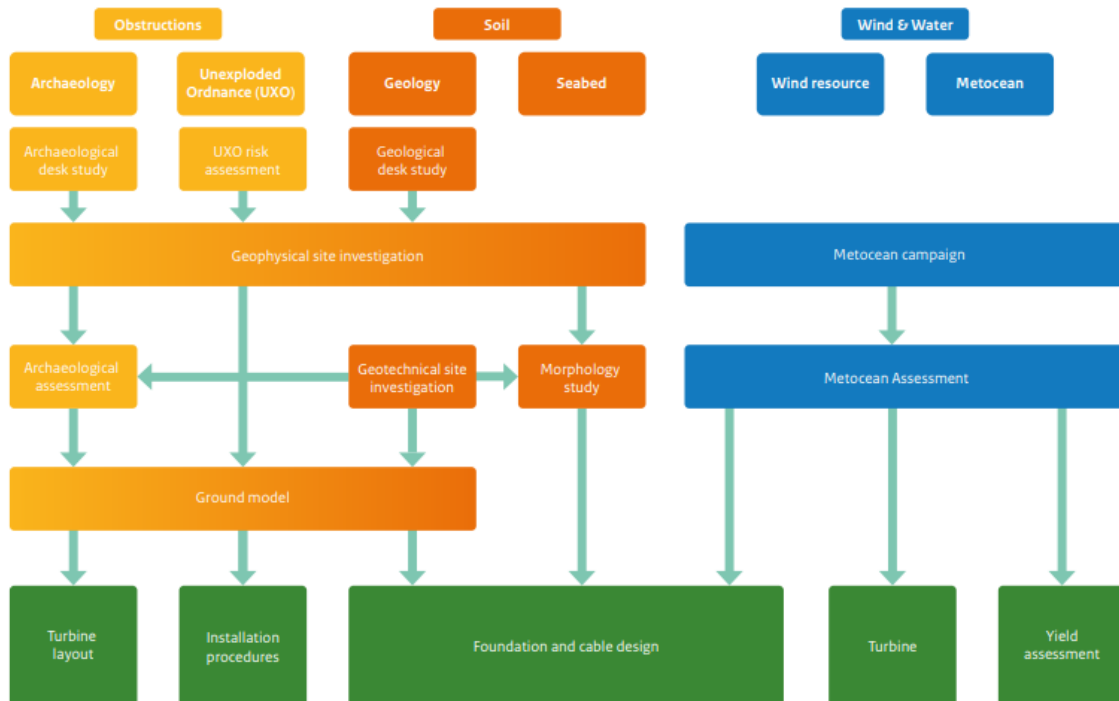 Obstructions
Soil
Wind & Water
Archaeology
Unexploded
Ordnance (UXO)
Geology
Seabed
Wind resource
Metocean
Archaeological
desk study
UXO risk
assessment
Geological
desk study
Geophysical site investigation
Metocean campaign
Archaeological
assessment
Geotechnical site
investigation
Morphology
study
Metocean Assessment
Ground model
Turbine
layout
Installation
procedures
Foundation and cable design
Turbine
Yield
assessment